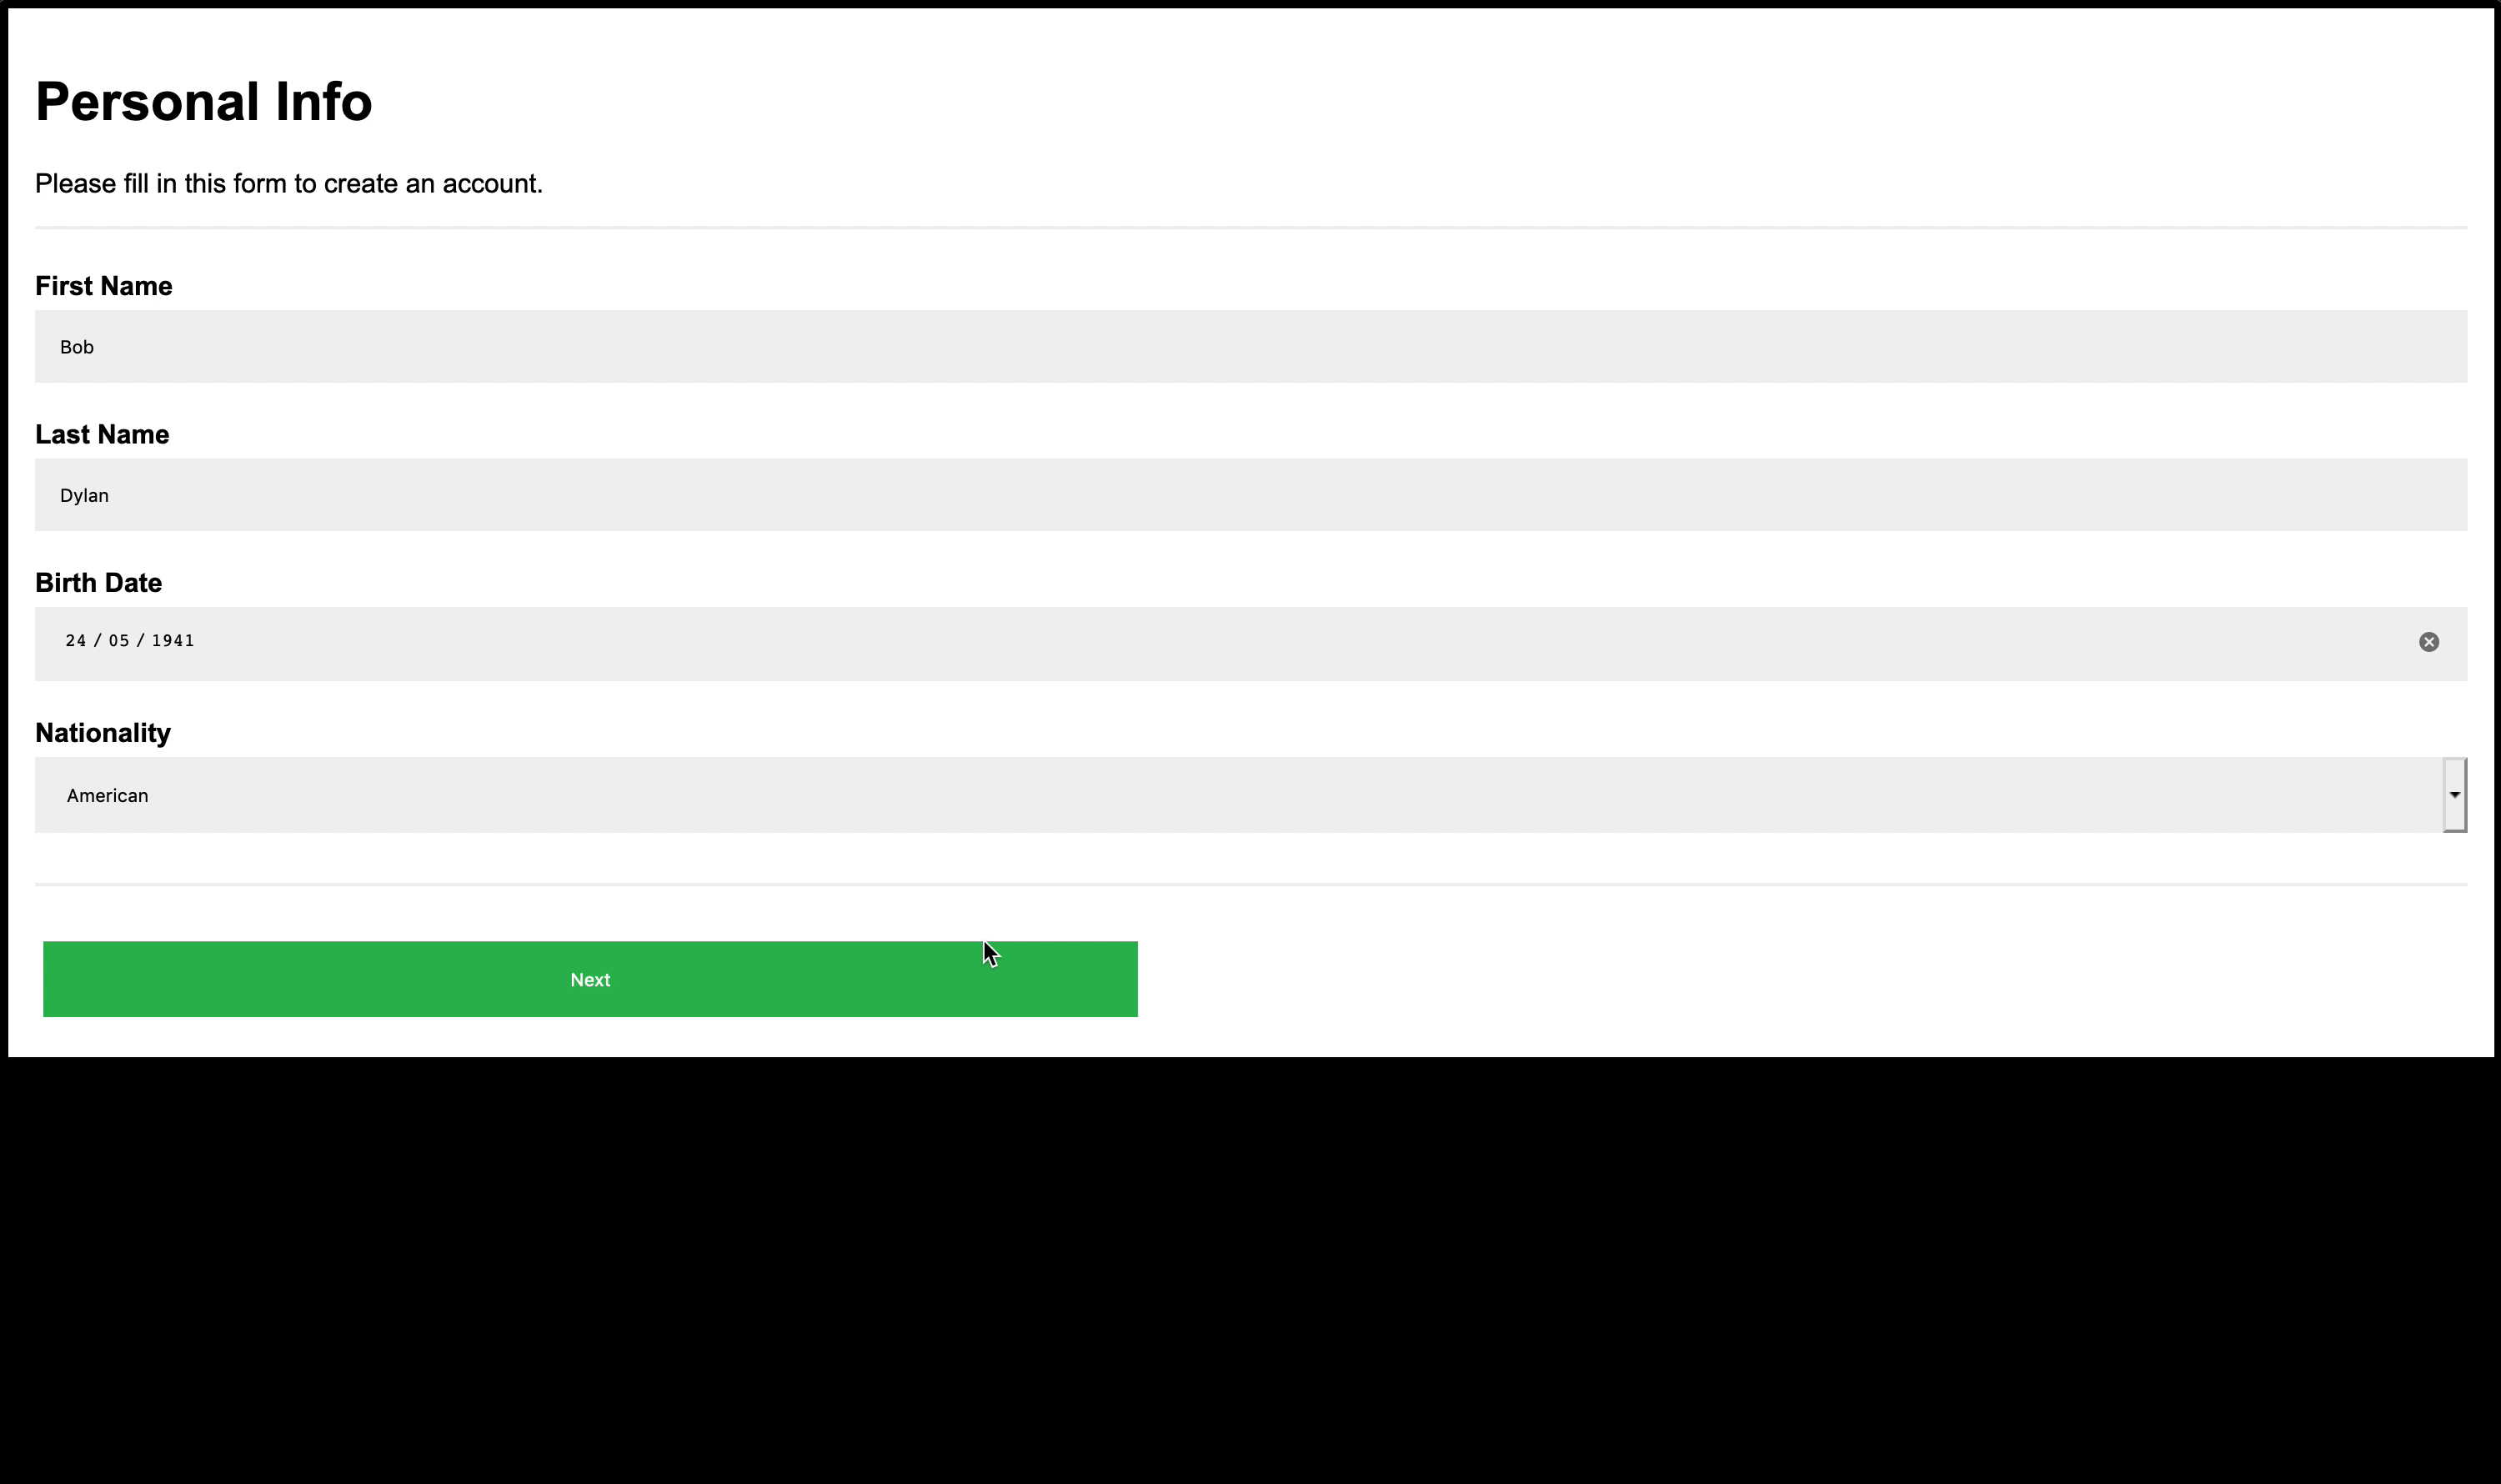 Personal Info
Please fill in this form to create an account.
First Name
Bob
Last Name
Dylan
Birth Date
24 / 05 / 1941
Nationality
American
Next